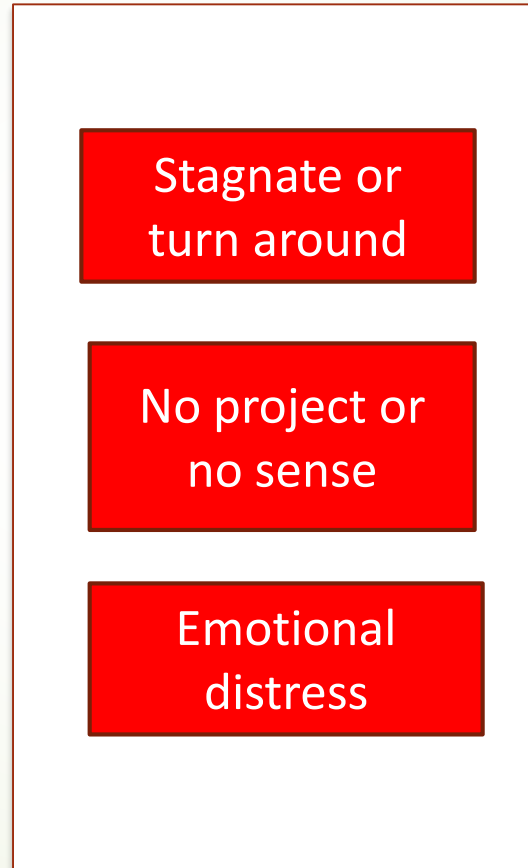 Stagnate or
turn around
No project or
no sense
Emotional
distress